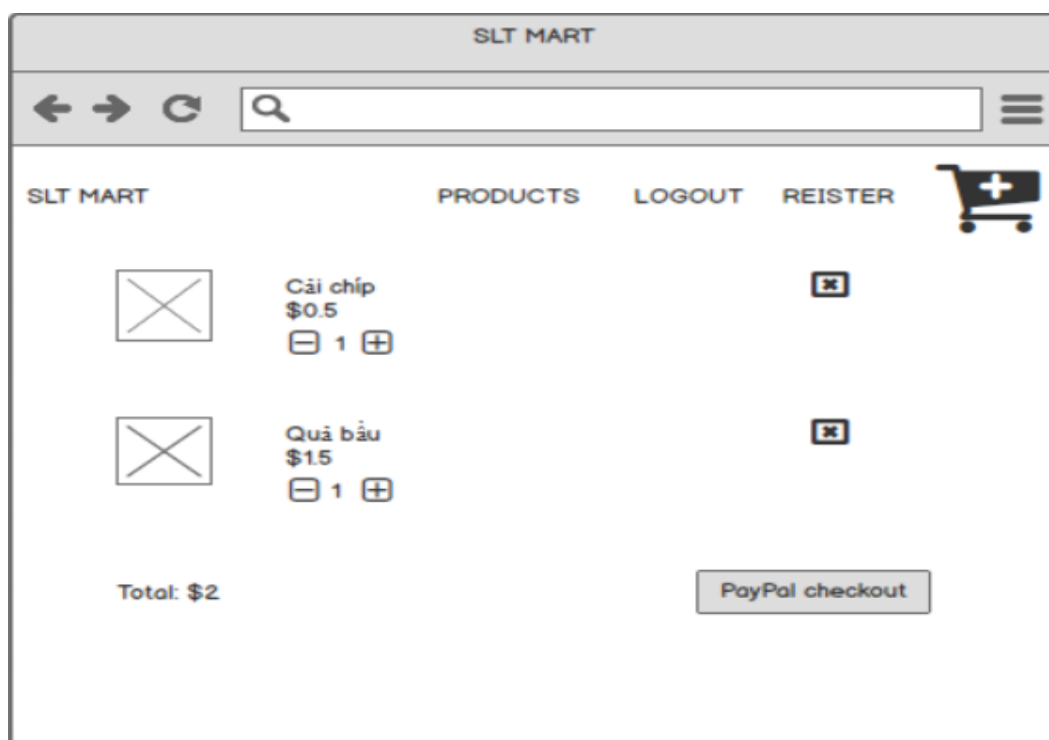 SLT MART
SLT MART PRODUCTS LOGOUT REISTER
Cải chíp
$0.5
1
Quả bầu
$1.5
1
Total: $2 PayPal checkout